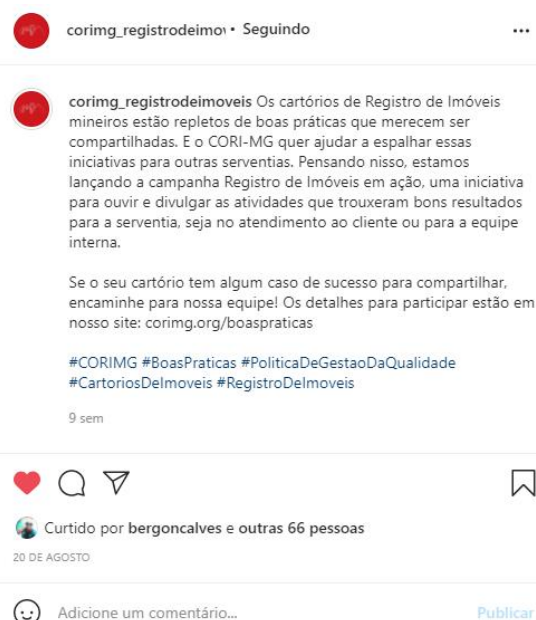 corimg_registrodeimov • Seguindo
corimg_registrodeimoveis Os cartórios de Registro de Imóveis
mineiros estão repletos de boas práticas que merecem ser
compartilhadas. E o CORI-MG quer ajudar a espalhar essas
iniciativas para outras serventias. Pensando nisso, estamos
lançando a campanha Registro de Imóveis em ação, uma iniciativa
para ouvir e divulgar as atividades que trouxeram bons resultados
para a serventia, seja no atendimento ao cliente ou para a equipe
interna.
Se o seu cartório tem algum caso de sucesso para compartilhar,
encaminhe para nossa equipe! Os detalhes para participar estão em
nosso site: corimg.org/boaspraticas
#CORIMG #BoasPraticas #PoliticaDeGestaoDaQualidade
#CartoriosDeImoveis #RegistroDeImoveis
9 sem
Curtido por bergoncalves e outras 66 pessoas
20 DE AGOSTO
Adicione um comentário... Publicar